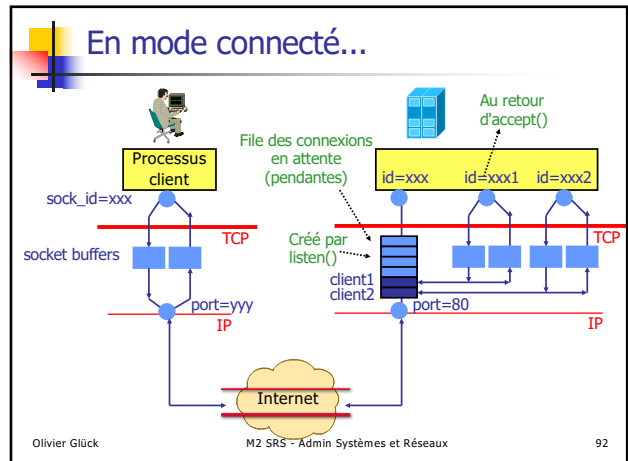 En mode connecté...
Processus
client
sock_id=xxx
TCP
socket buffers
port=yyy
IP
File des connexions
en attente
(pendantes)
Au retour
d'accept()
id=xxx
id=xxx1
id=xxx2
Créé par
listen()
TCP
client1
client2
port=80
IP
Internet
Olivier Glück
M2 SRS - Admin Systèmes et Réseaux
92